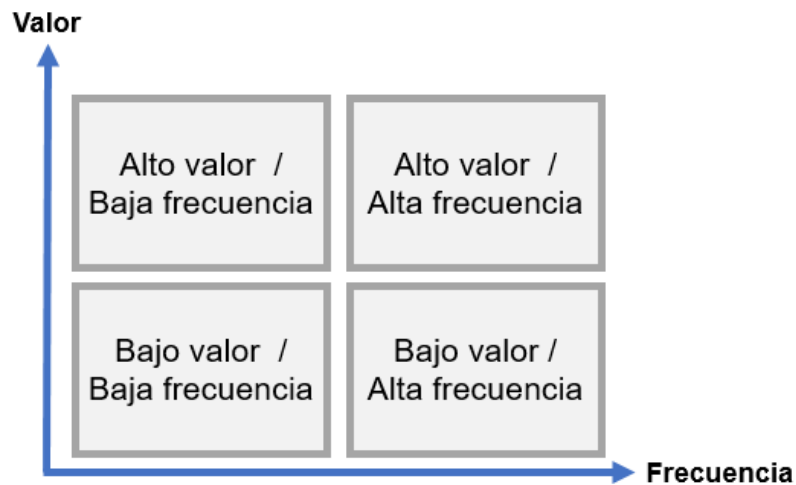 Valor
Alto valor /
Baja frecuencia
Alto valor /
Alta frecuencia
Bajo valor /
Baja frecuencia
Bajo valor /
Alta frecuencia
Frecuencia